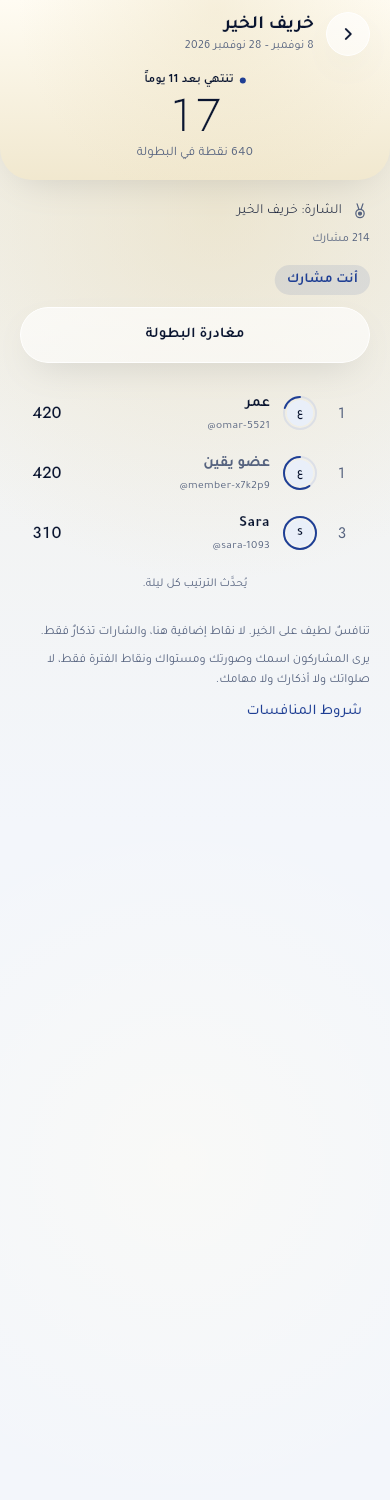 خريف الخير
8 نوفمبر – 28 نوفمبر 2026
تنتهي بعد 11 يوماً
17
640 نقطة في البطولة
الشارة: خريف الخير
214 مشارك
أنت مشارك
مغادرة البطولة
1 ع عمر 420
@omar-5521
1 ع عضو يقين 420
@member-x7k2p9
3 S Sara 310
@sara-1093
يُحدَّث الترتيب كل ليلة.
تنافسٌ لطيف على الخير. لا نقاط إضافية هنا، والشارات تذكارٌ فقط.
يرى المشاركون اسمك وصورتك ومستواك ونقاط الفترة فقط، لا
صلواتك ولا أذكارك ولا مهامك.
شروط المنافسات